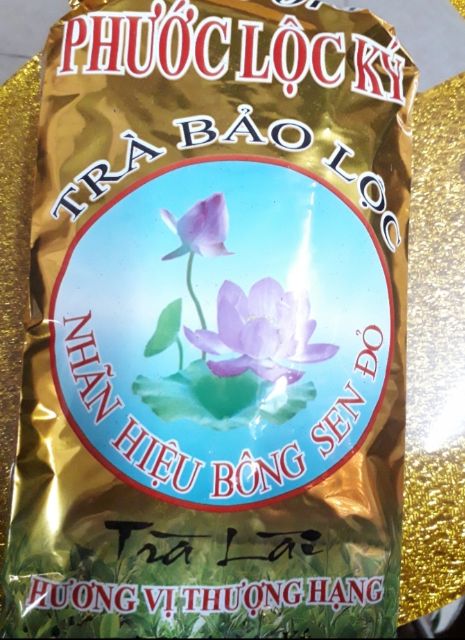 PHƯỚC LỘC KÝ
TRÀ BẢO LỘC
NHÃN HIỆU BÔNG SEN ĐỎ
Trà Lài
HƯƠNG VỊ THƯỢNG HẠNG